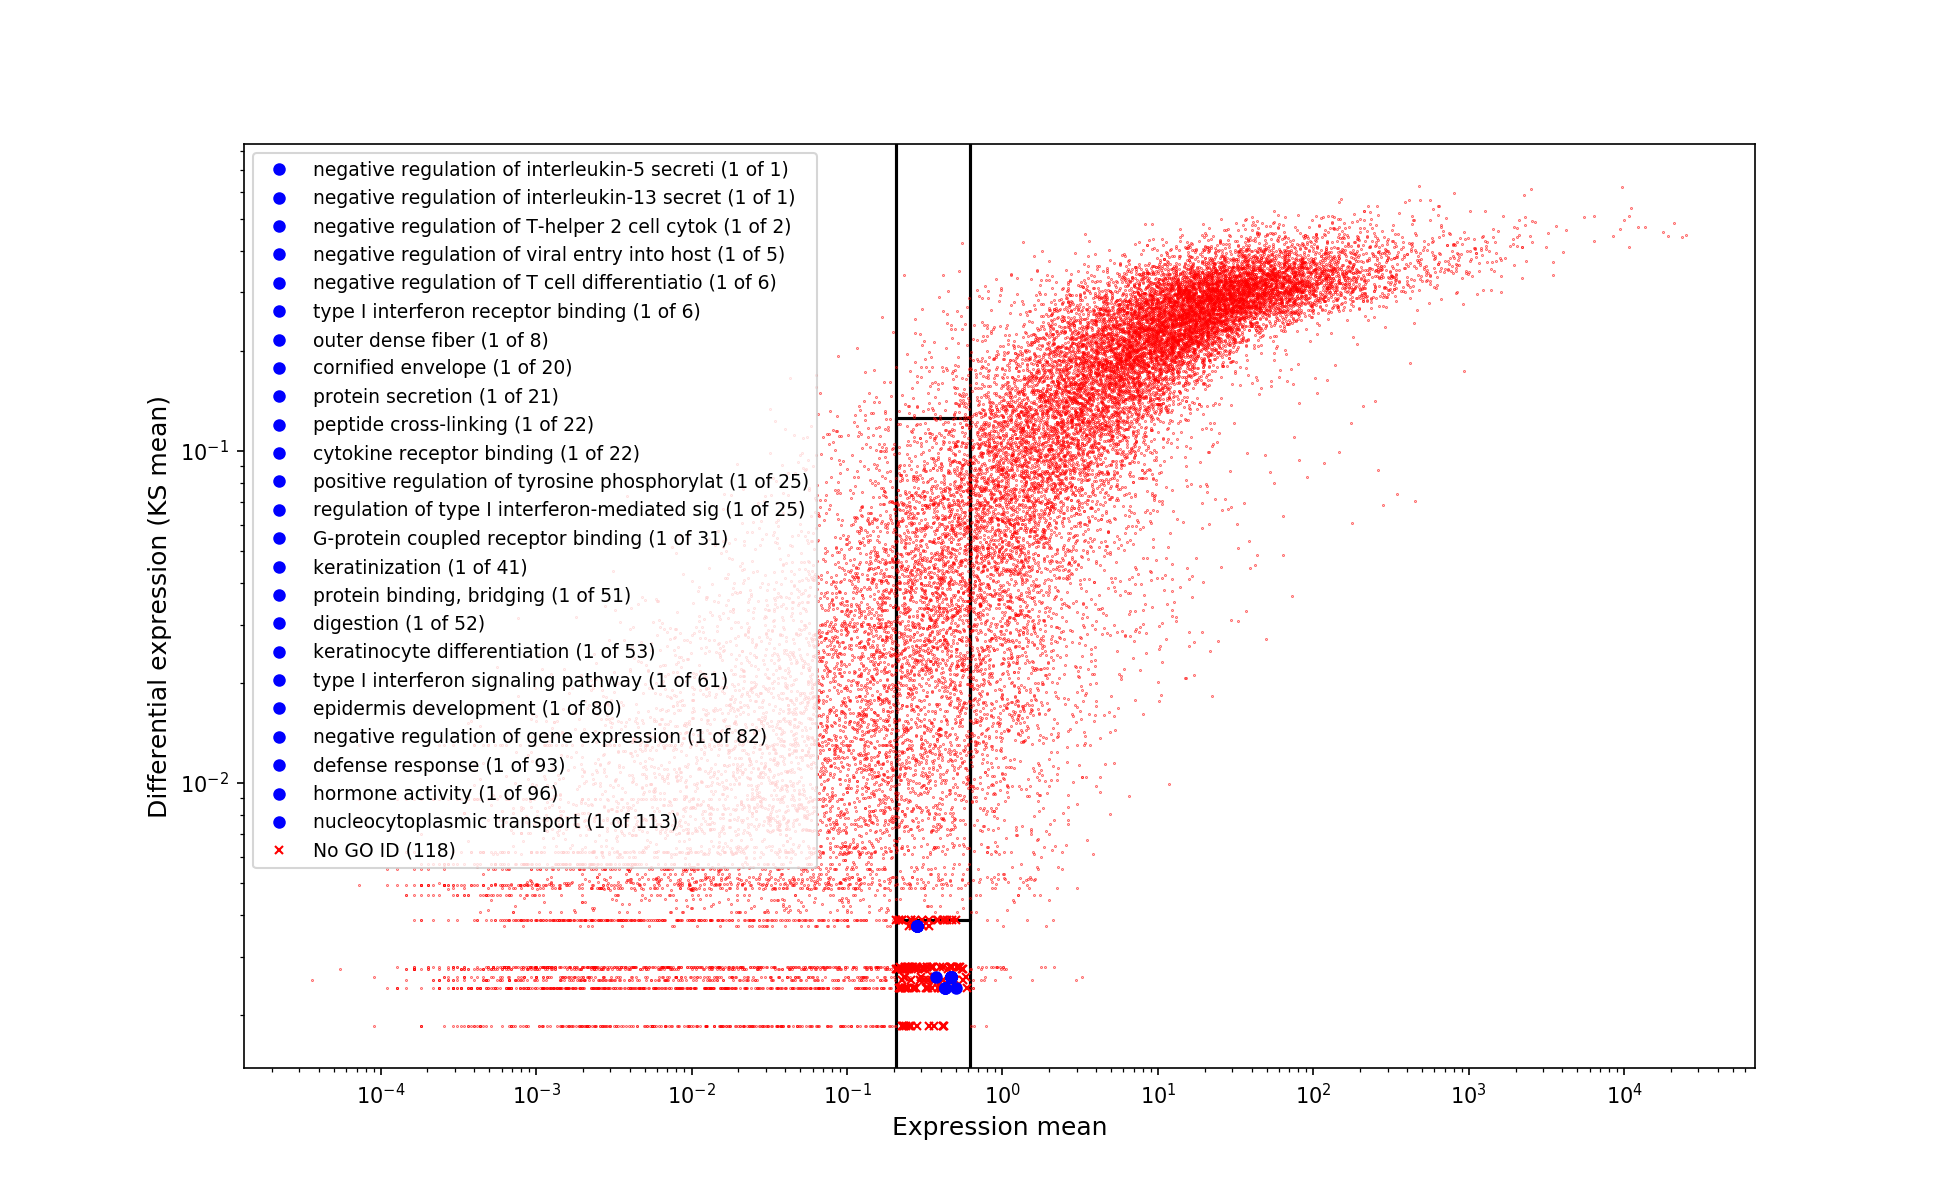 negative regulation of interleukin-5 secreti (1 of 1)
negative regulation of interleukin-13 secret (1 of 1)
negative regulation of T-helper 2 cell cytok (1 of 2)
negative regulation of viral entry into host (1 of 5)
negative regulation of T cell differentiatio (1 of 6)
type I interferon receptor binding (1 of 6)
outer dense fiber (1 of 8)
cornified envelope (1 of 20)
protein secretion (1 of 21)
peptide cross-linking (1 of 22)
cytokine receptor binding (1 of 22)
positive regulation of tyrosine phosphorylat (1 of 25)
regulation of type I interferon-mediated sig (1 of 25)
G-protein coupled receptor binding (1 of 31)
keratinization (1 of 41)
protein binding, bridging (1 of 51)
digestion (1 of 52)
keratinocyte differentiation (1 of 53)
type I interferon signaling pathway (1 of 61)
epidermis development (1 of 80)
negative regulation of gene expression (1 of 82)
defense response (1 of 93)
hormone activity (1 of 96)
nucleocytoplasmic transport (1 of 113)
No GO ID (118)
Differential expression (KS mean)
10⁻¹
10⁻²
10⁻⁴ 10⁻³ 10⁻² 10⁻¹ 10⁰ 10¹ 10² 10³ 10⁴
Expression mean